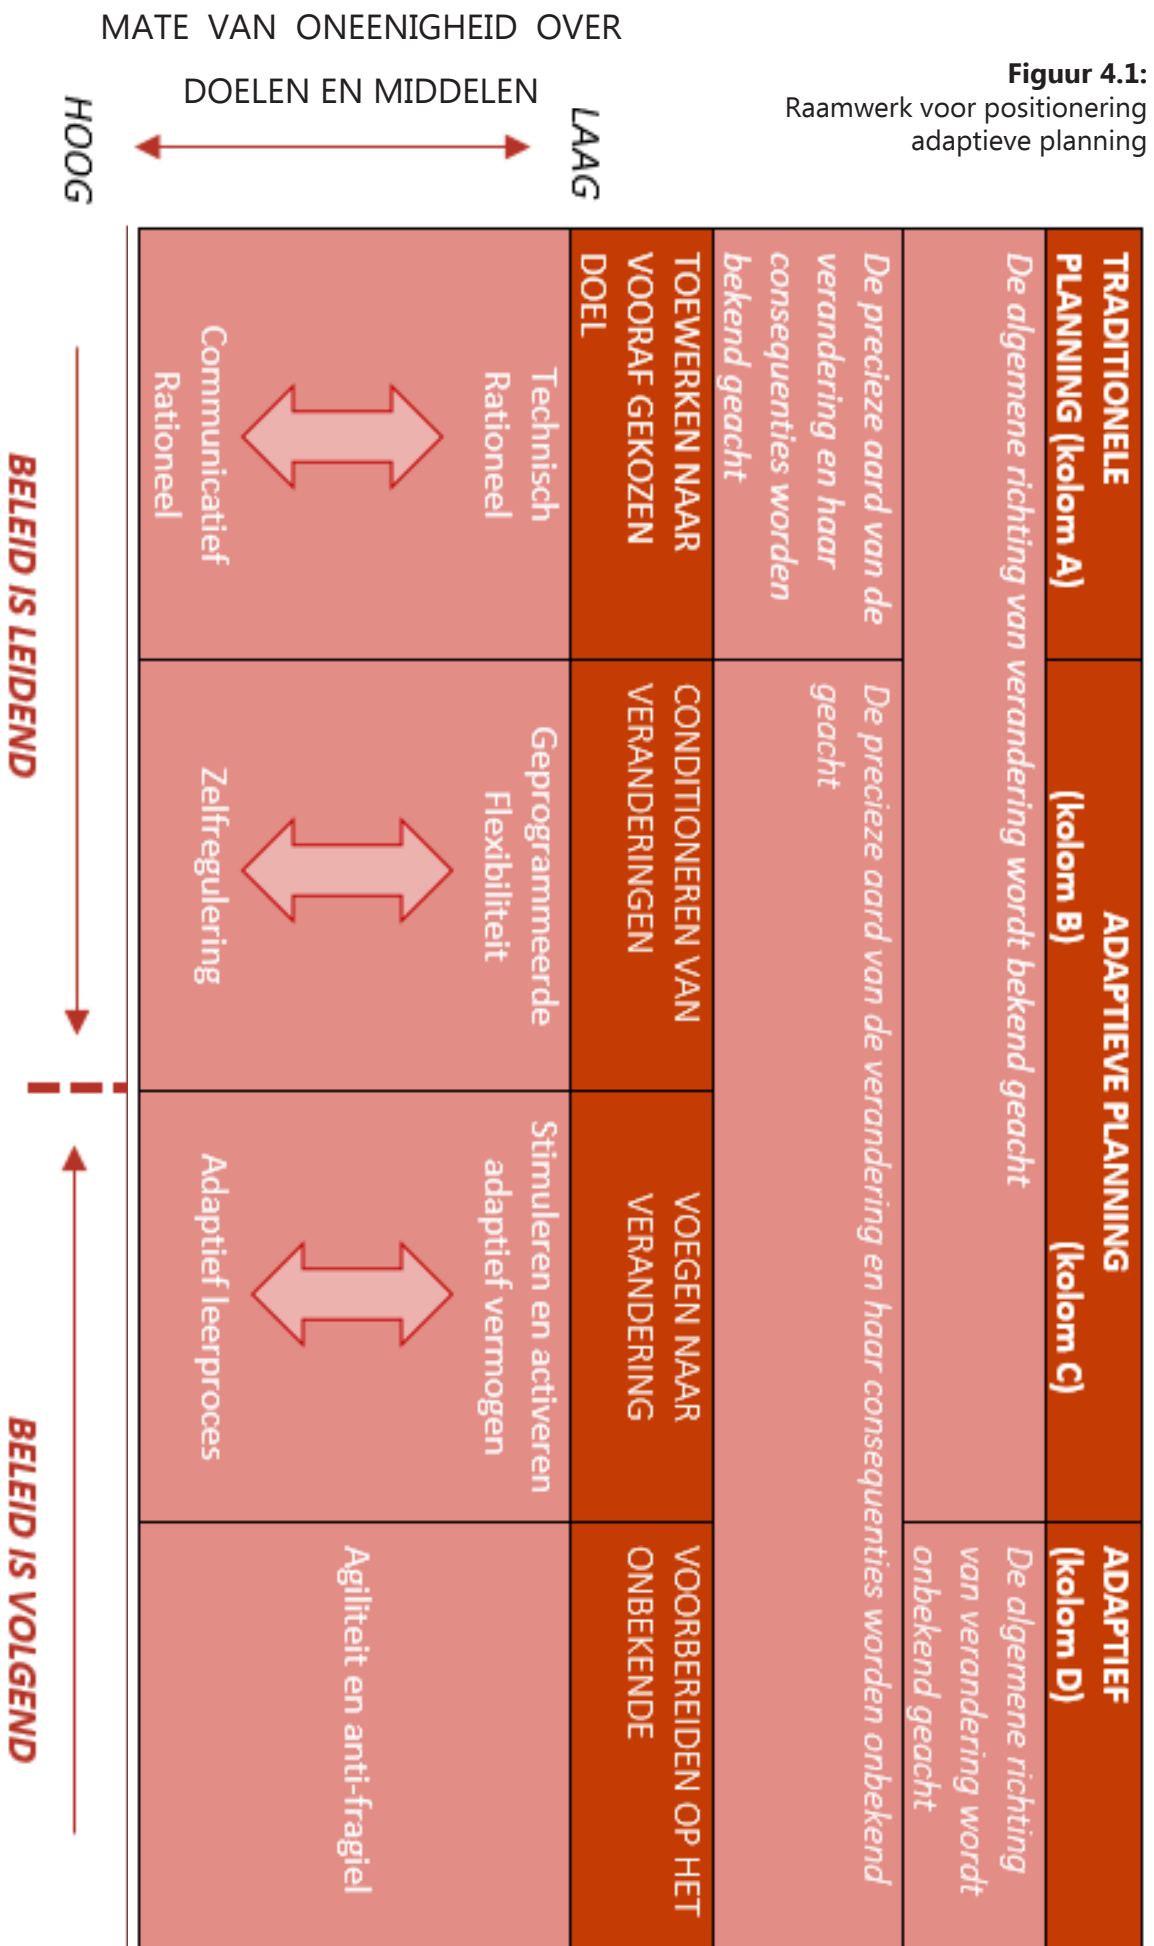 MATE VAN ONEENIGHEID OVER
DOELEN EN MIDDELEN
Figuur 4.1:
Raamwerk voor positionering
adaptieve planning
HOOG
LAAG
TRADITIONELE
PLANNING (kolom A)
ADAPTIEVE PLANNING
(kolom B)
(kolom C)
ADAPTIEF
(kolom D)
De algemene richting van verandering wordt bekend geacht
De algemene richting
van verandering wordt
onbekend geacht
De precieze aard van de
verandering en haar
consequenties worden
bekend geacht
De precieze aard van de verandering en haar consequenties worden onbekend
geacht
TOEWERKEN NAAR
VOORAF GEKOZEN
DOEL
CONDITIONEREN VAN
VERANDERINGEN
VOEGEN NAAR
VERANDERING
VOORBEREIDEN OP HET
ONBEKENDE
Technisch
Rationeel
Communicatief
Rationeel
Geprogrammeerde
Flexibiliteit
Zelfregulering
Stimuleren en activeren
adaptief vermogen
Adaptief leerproces
Agiliteit en anti-fragiel
BELEID IS LEIDEND
BELEID IS VOLGEND